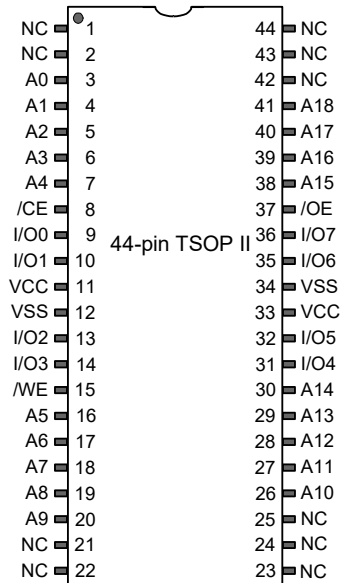 NC 1 44 NC
NC 2 43 NC
A0 3 42 NC
A1 4 41 A18
A2 5 40 A17
A3 6 39 A16
A4 7 38 A15
/CE 8 37 /OE
I/O0 9 44-pin TSOP II 36 I/O7
I/O1 10 35 I/O6
VCC 11 34 VSS
VSS 12 33 VCC
I/O2 13 32 I/O5
I/O3 14 31 I/O4
/WE 15 30 A14
A5 16 29 A13
A6 17 28 A12
A7 18 27 A11
A8 19 26 A10
A9 20 25 NC
NC 21 24 NC
NC 22 23 NC